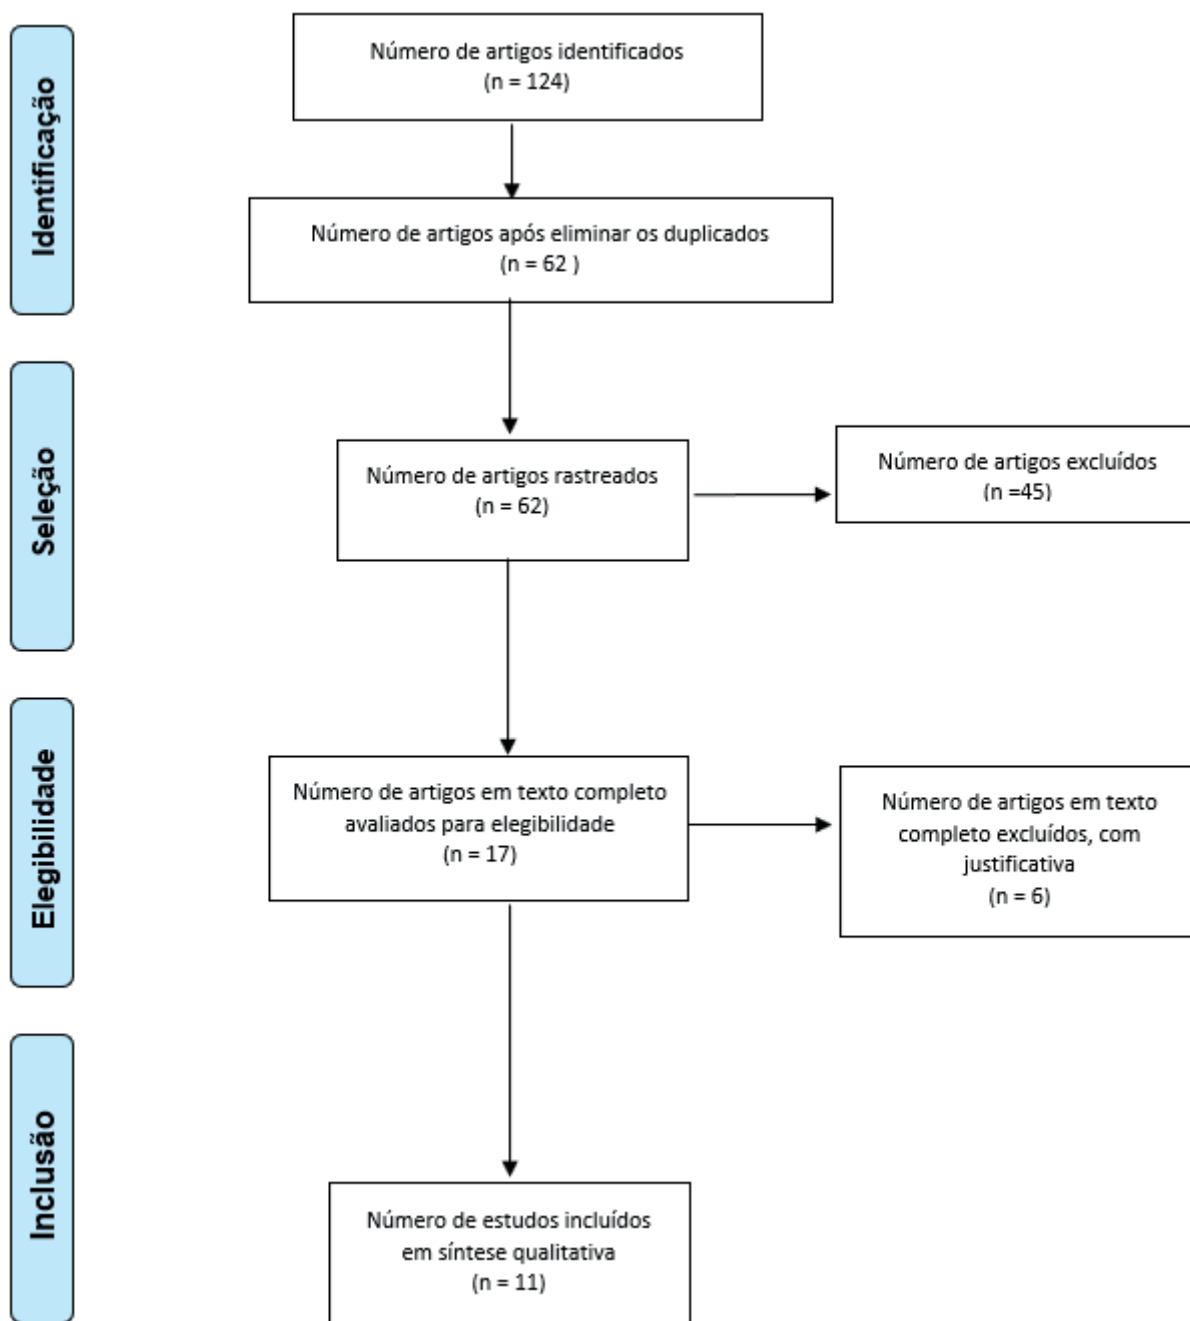 Identificação
Número de artigos identificados
(n = 124)
Número de artigos após eliminar os duplicados
(n = 62 )
Seleção
Número de artigos rastreados
(n = 62)
Número de artigos excluídos
(n =45)
Elegibilidade
Número de artigos em texto completo
avaliados para elegibilidade
(n = 17)
Número de artigos em texto
completo excluídos, com
justificativa
(n = 6)
Inclusão
Número de estudos incluídos
em síntese qualitativa
(n = 11)